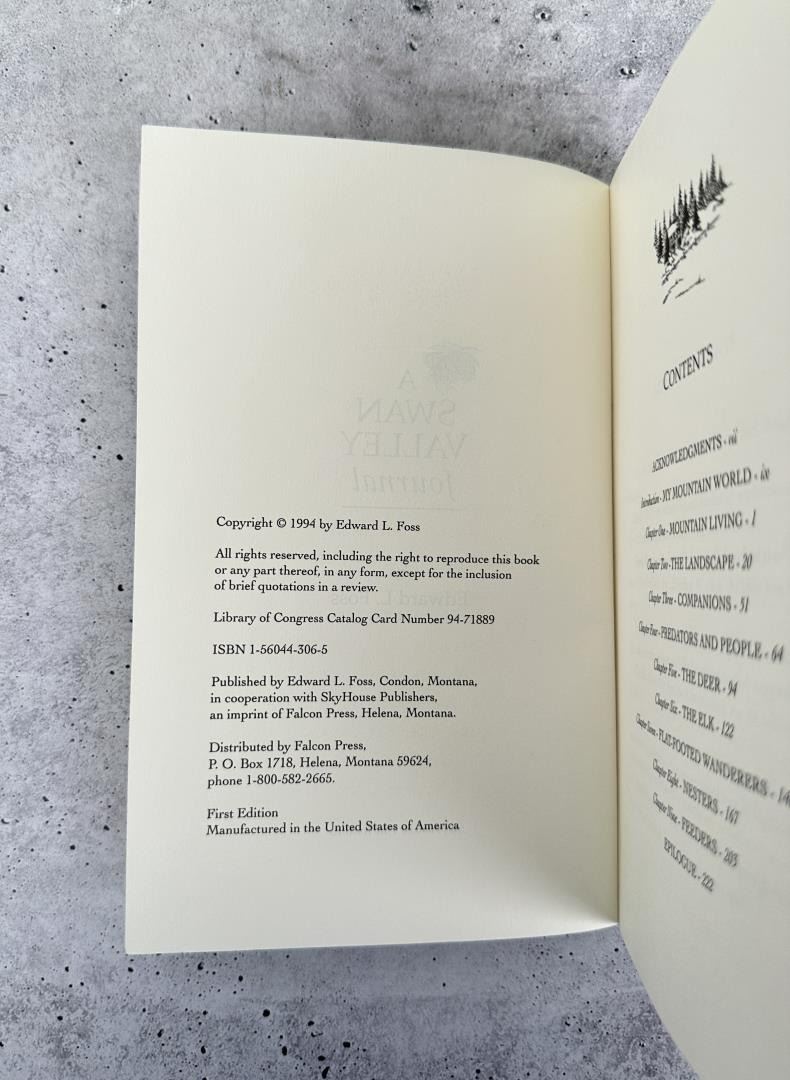 Copyright © 1994 by Edward L. Foss
All rights reserved, including the right to reproduce this book
or any part thereof, in any form, except for the inclusion
of brief quotations in a review.
Library of Congress Catalog Card Number 94-71889
ISBN 1-56044-306-5
Published by Edward L. Foss, Condon, Montana,
in cooperation with SkyHouse Publishers,
an imprint of Falcon Press, Helena, Montana.
Distributed by Falcon Press,
P. O. Box 1718, Helena, Montana 59624,
phone 1-800-582-2665.
First Edition
Manufactured in the United States of America
A
SWAN
VALLEY
Journal
Edward L. Foss
CONTENTS
ACKNOWLEDGMENTS - vii
Introduction - MY MOUNTAIN WORLD - ix
Chapter One - MOUNTAIN LIVING - 1
Chapter Two - THE LANDSCAPE - 20
Chapter Three - COMPANIONS - 51
Chapter Four - PREDATORS AND PEOPLE - 64
Chapter Five - THE DEER - 94
Chapter Six - THE ELK - 122
Chapter Seven - FLAT-FOOTED WANDERERS -
Chapter Eight - NESTERS - 167
Chapter Nine - FEEDERS - 203
EPILOGUE - 222